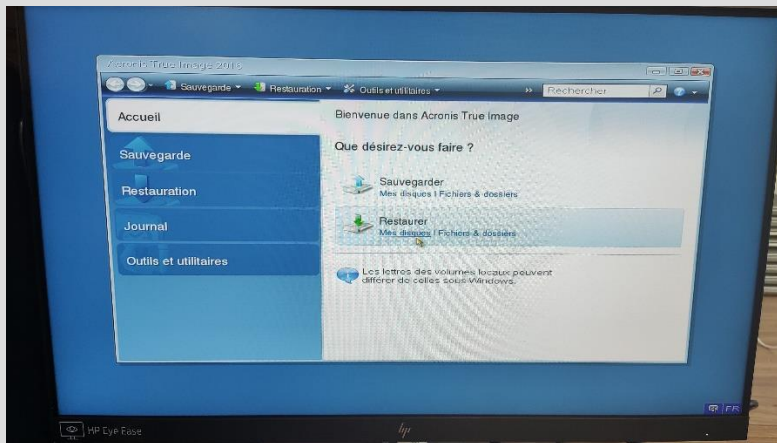 Acronis True Image 2013
Sauvegarde Restauration Outils et utilitaires » Rechercher
Accueil
Sauvegarde
Restauration
Journal
Outils et utilitaires
Bienvenue dans Acronis True Image
Que désirez-vous faire ?
Sauvegarder
Mes disques | Fichiers & dossiers
Restaurer
Mes disques | Fichiers & dossiers
Les lettres des volumes locaux peuvent
différer de celles sous Windows.
FR
HP Eye Ease
hp